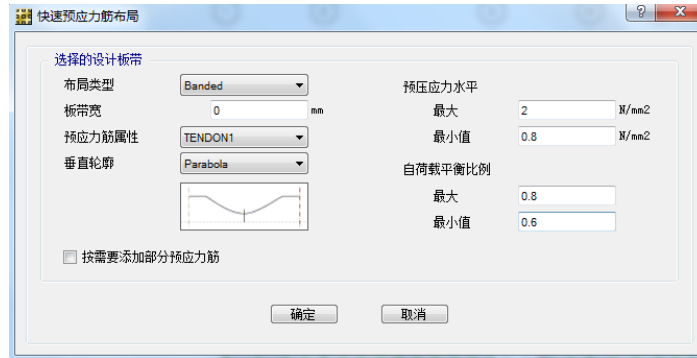 快速预应力筋布局
选择的设计板带
布局类型 Banded
板带宽 0 mm
预应力筋属性 TENDON1
垂直轮廓 Parabola
按需要添加部分预应力筋
预压应力水平
最大 2 N/mm2
最小值 0.8 N/mm2
自荷载平衡比例
最大 0.8
最小值 0.6
确定 取消